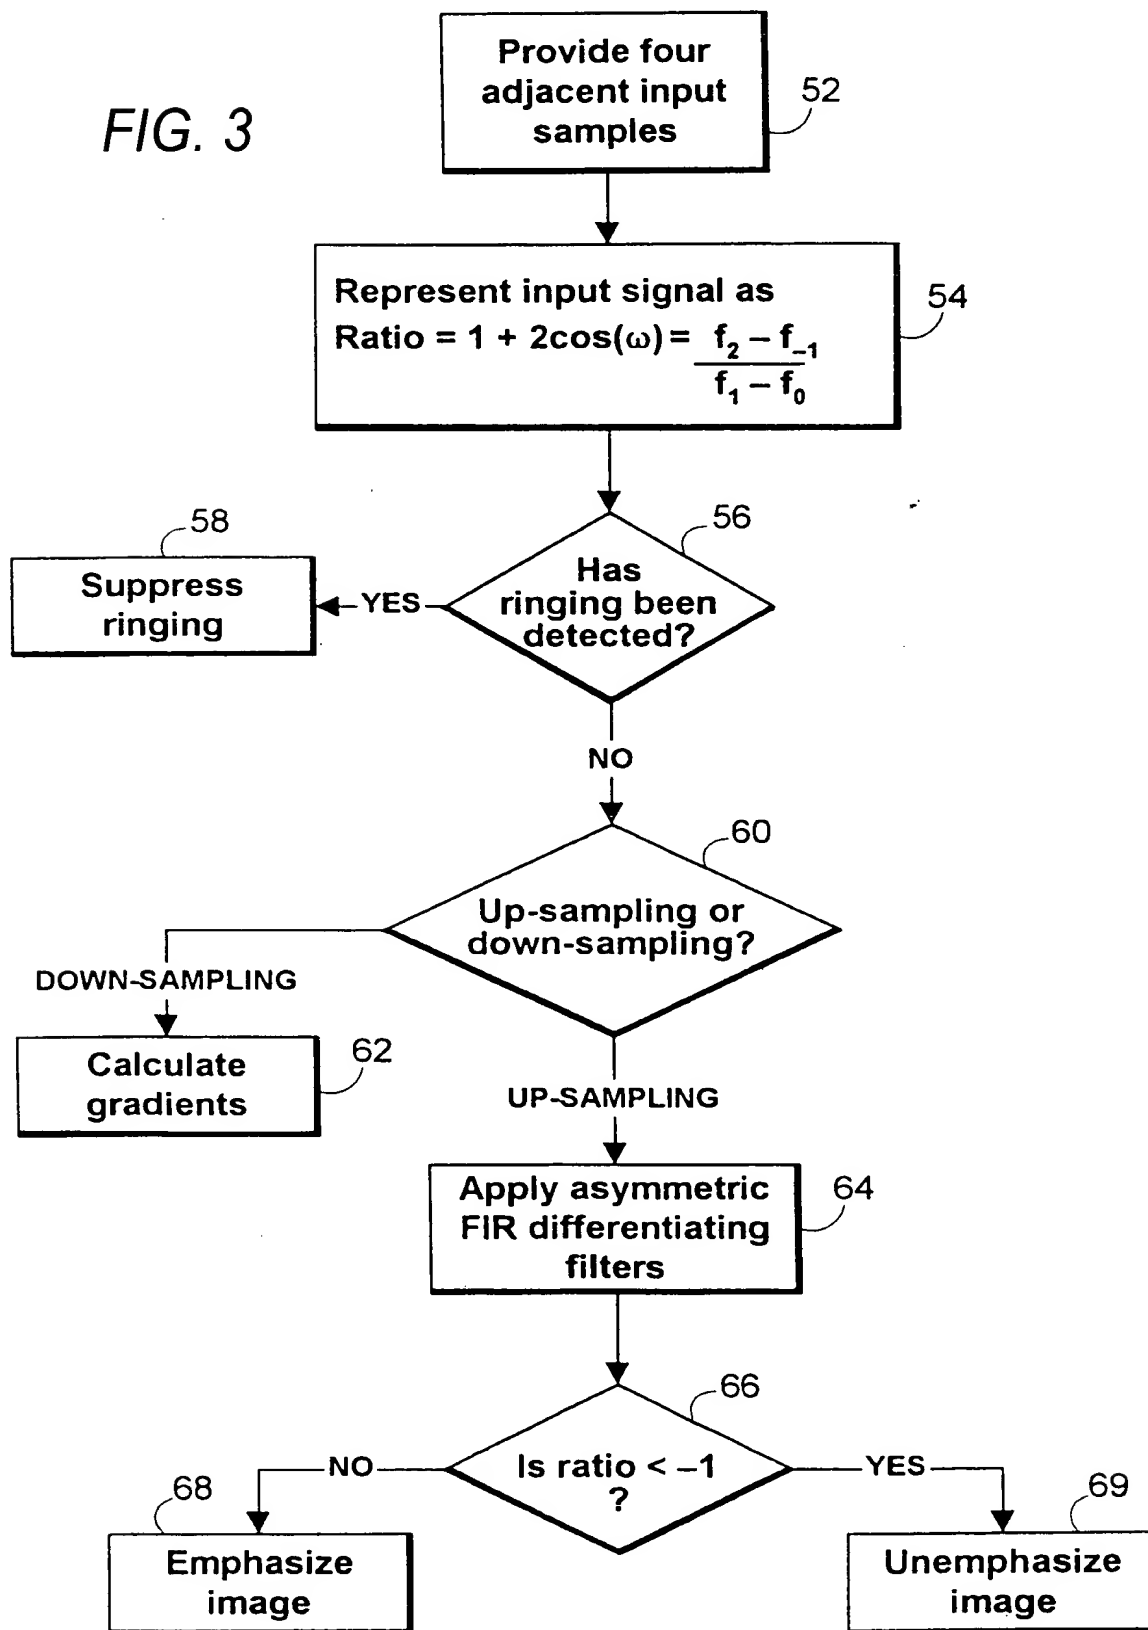 FIG. 3
Provide four
adjacent input
samples
52
Represent input signal as
Ratio = 1 + 2cos(ω) = f₂ – f₋₁
f₁ – f₀
54
56
Has
ringing been
detected?
YES
58
Suppress
ringing
NO
60
Up-sampling or
down-sampling?
DOWN-SAMPLING
Calculate
gradients
62
UP-SAMPLING
Apply asymmetric
FIR differentiating
filters
64
66
Is ratio < –1
?
NO
YES
68
Emphasize
image
69
Unemphasize
image